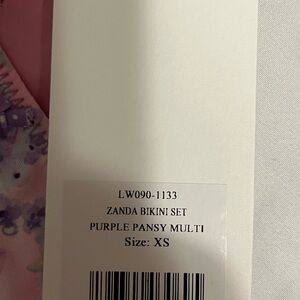 LW090-1133
ZANDA BIKINI SET
PURPLE PANSY MULTI
Size: XS